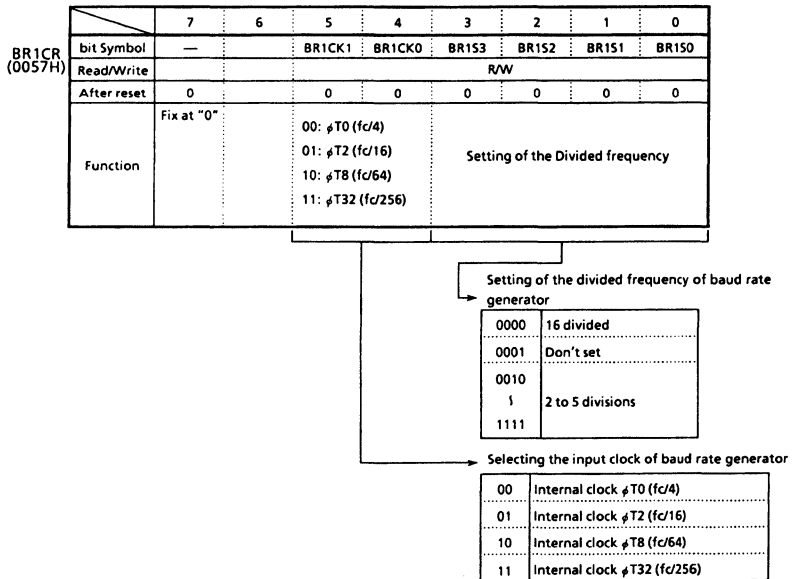 7 6 5 4 3 2 1 0
BR1CR
(0057H)
bit Symbol — BR1CK1 BR1CK0 BR1S3 BR1S2 BR1S1 BR1S0
Read/Write R/W
After reset 0 0 0 0 0 0 0
Function
Fix at "0"
00: φT0 (fc/4)
01: φT2 (fc/16)
10: φT8 (fc/64)
11: φT32 (fc/256)
Setting of the Divided frequency
Setting of the divided frequency of baud rate
generator
0000 16 divided
0001 Don't set
0010
≀ 2 to 5 divisions
1111
Selecting the input clock of baud rate generator
00 Internal clock φT0 (fc/4)
01 Internal clock φT2 (fc/16)
10 Internal clock φT8 (fc/64)
11 Internal clock φT32 (fc/256)